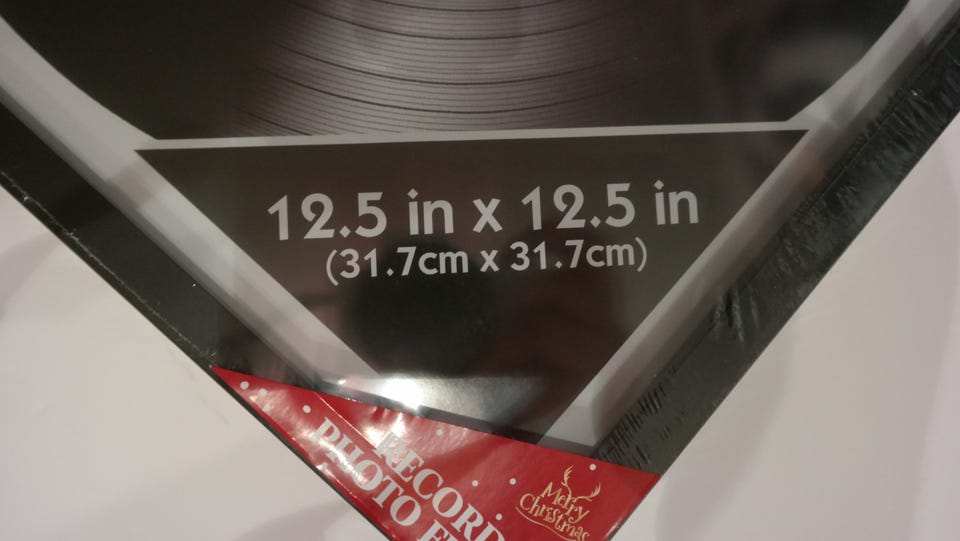 12.5 in x 12.5 in
(31.7cm x 31.7cm)
RECORD
PHOTO
Merry
Christmas